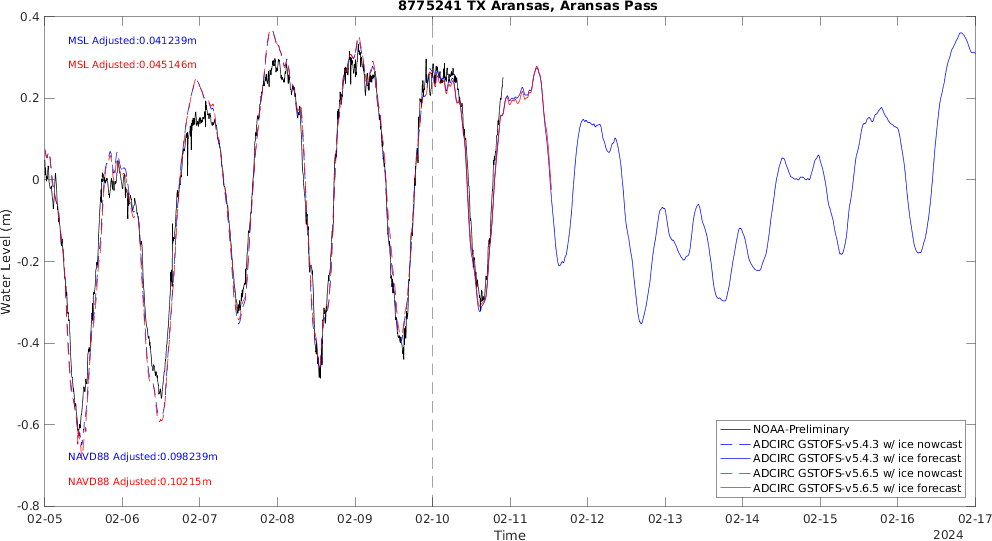 8775241 TX Aransas, Aransas Pass
MSL Adjusted:0.041239m
MSL Adjusted:0.045146m
NAVD88 Adjusted:0.098239m
NAVD88 Adjusted:0.10215m
Water Level (m)
0.4
0.2
0
-0.2
-0.4
-0.6
-0.8
NOAA-Preliminary
ADCIRC GSTOFS-v5.4.3 w/ ice nowcast
ADCIRC GSTOFS-v5.4.3 w/ ice forecast
ADCIRC GSTOFS-v5.6.5 w/ ice nowcast
ADCIRC GSTOFS-v5.6.5 w/ ice forecast
02-05 02-06 02-07 02-08 02-09 02-10 02-11 02-12 02-13 02-14 02-15 02-16 02-17
Time
2024